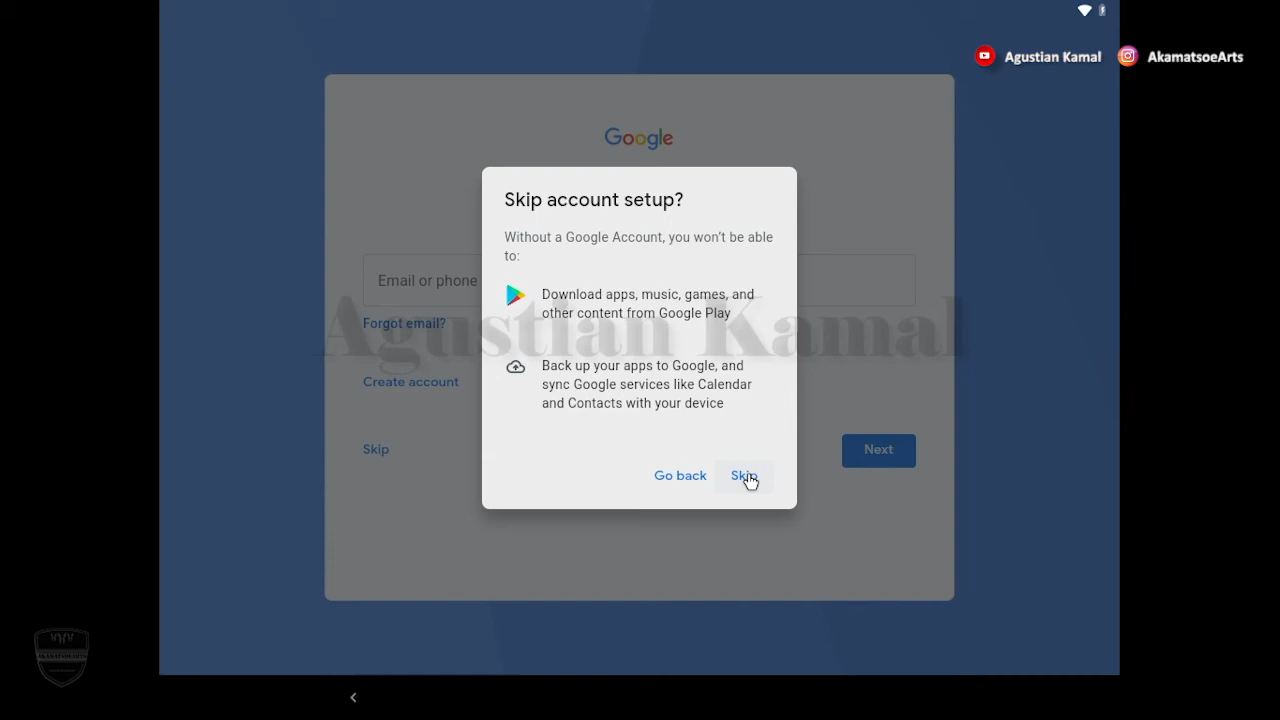 Agustian Kamal
AkamatsoeArts
Google
Skip account setup?
Without a Google Account, you won't be able
to:
Email or phone
Download apps, music, games, and
other content from Google Play
Forgot email?
Agustian Kamal
Back up your apps to Google, and
sync Google services like Calendar
and Contacts with your device
Create account
Skip
Next
Go back
Skip